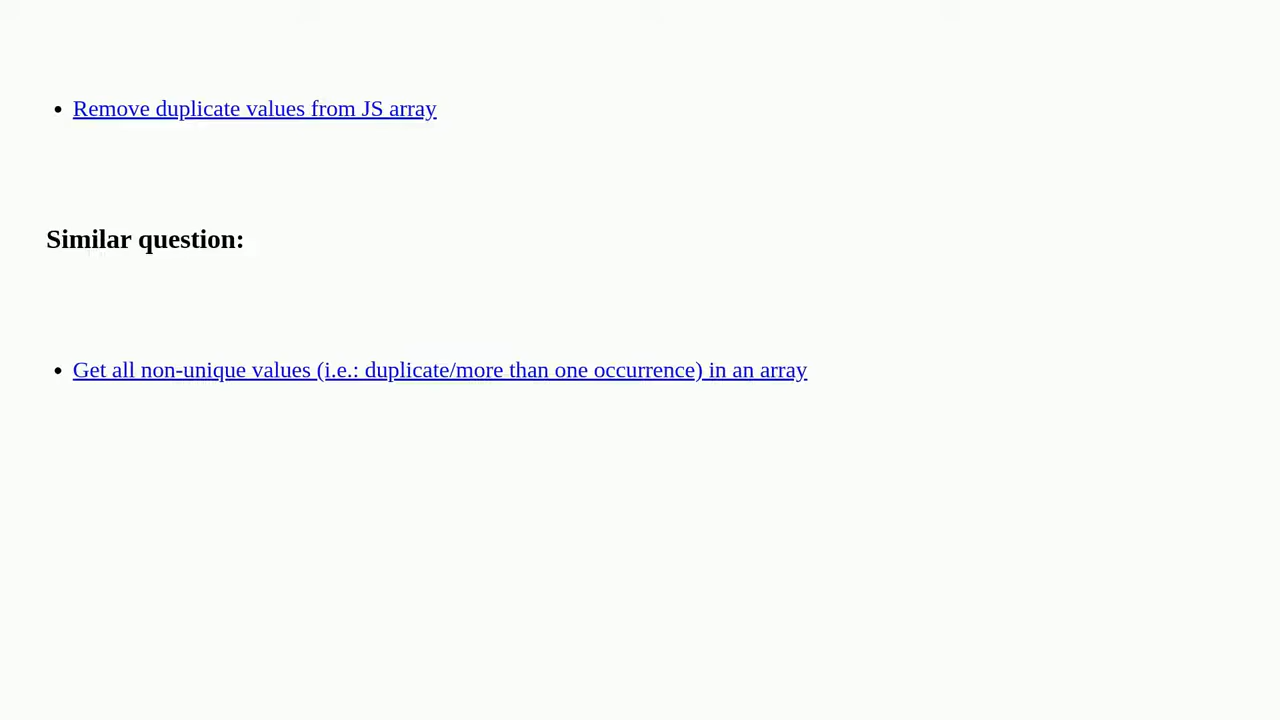 • Remove duplicate values from JS array
Similar question:
• Get all non-unique values (i.e.: duplicate/more than one occurrence) in an array